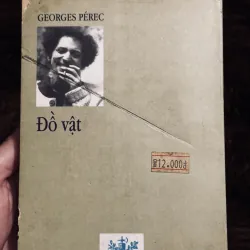 GEORGES PÉREC
Đồ vật
12.000đ